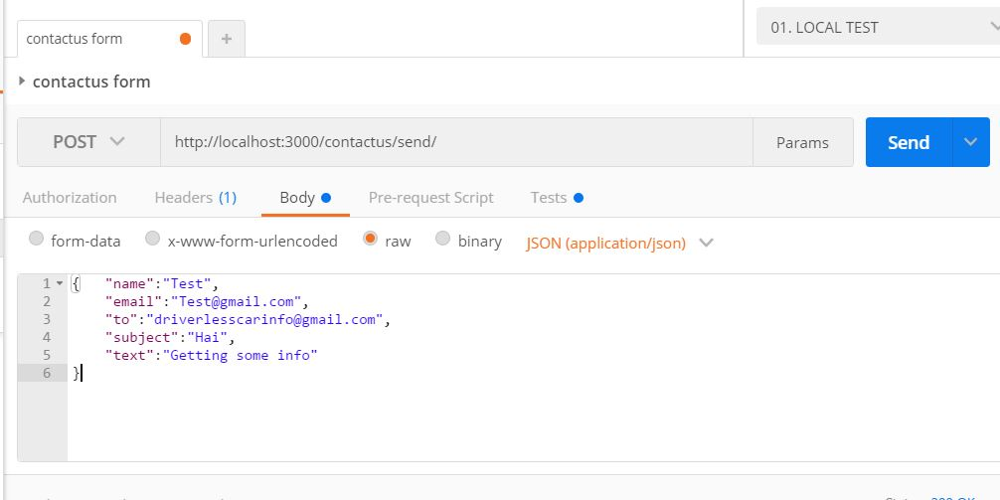 contactus form
+
01. LOCAL TEST
contactus form
POST http://localhost:3000/contactus/send/ Params Send
Authorization Headers (1) Body Pre-request Script Tests
form-data x-www-form-urlencoded raw binary JSON (application/json)
1 { "name":"Test",
2 "email":"Test@gmail.com",
3 "to":"driverlesscarinfo@gmail.com",
4 "subject":"Hai",
5 "text":"Getting some info"
6 }